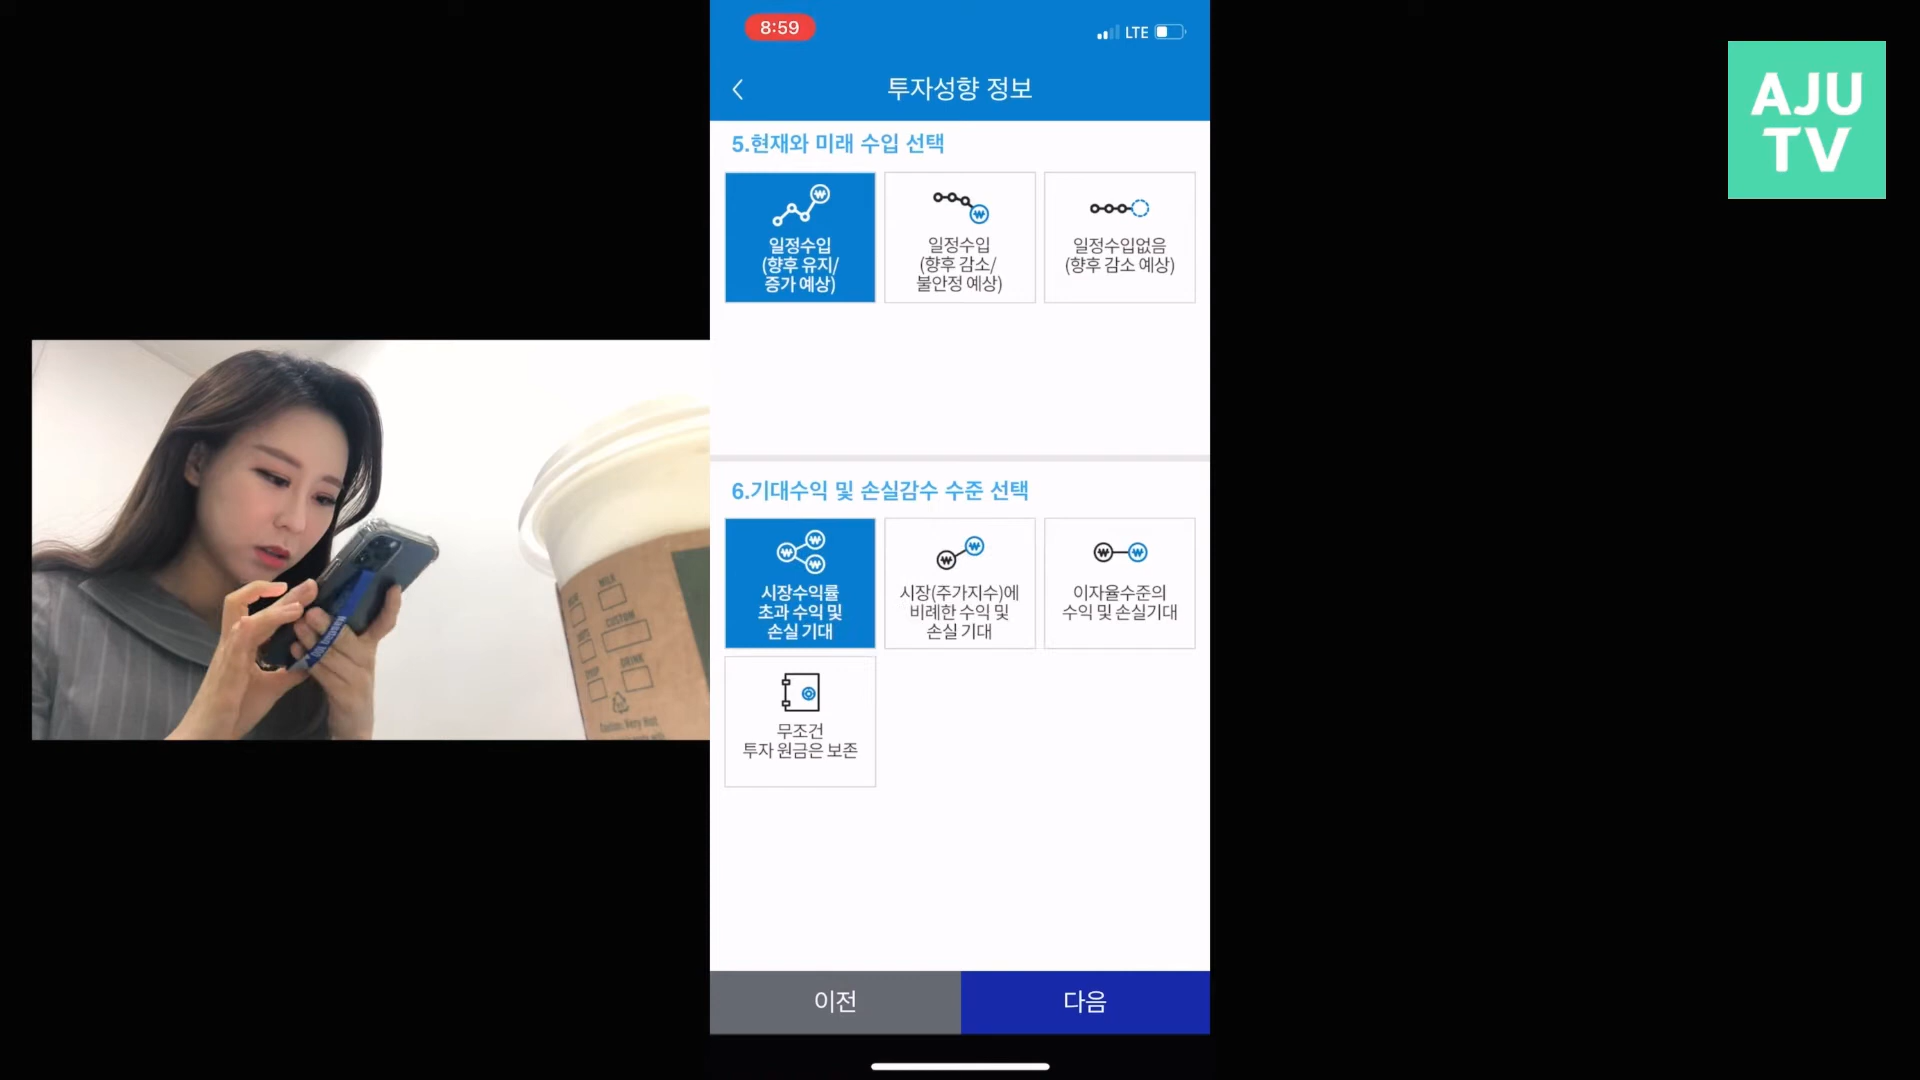 8:59
LTE
투자성향 정보
5.현재와 미래 수입 선택
일정수입
(향후 유지/
증가 예상)
일정수입
(향후 감소/
불안정 예상)
일정수입없음
(향후 감소 예상)
6.기대수익 및 손실감수 수준 선택
시장수익률
초과 수익 및
손실 기대
시장(주가지수)에
비례한 수익 및
손실 기대
이자율수준의
수익 및 손실기대
무조건
투자 원금은 보존
이전
다음
AJU
TV
MILK
CUSTOM
DRINK